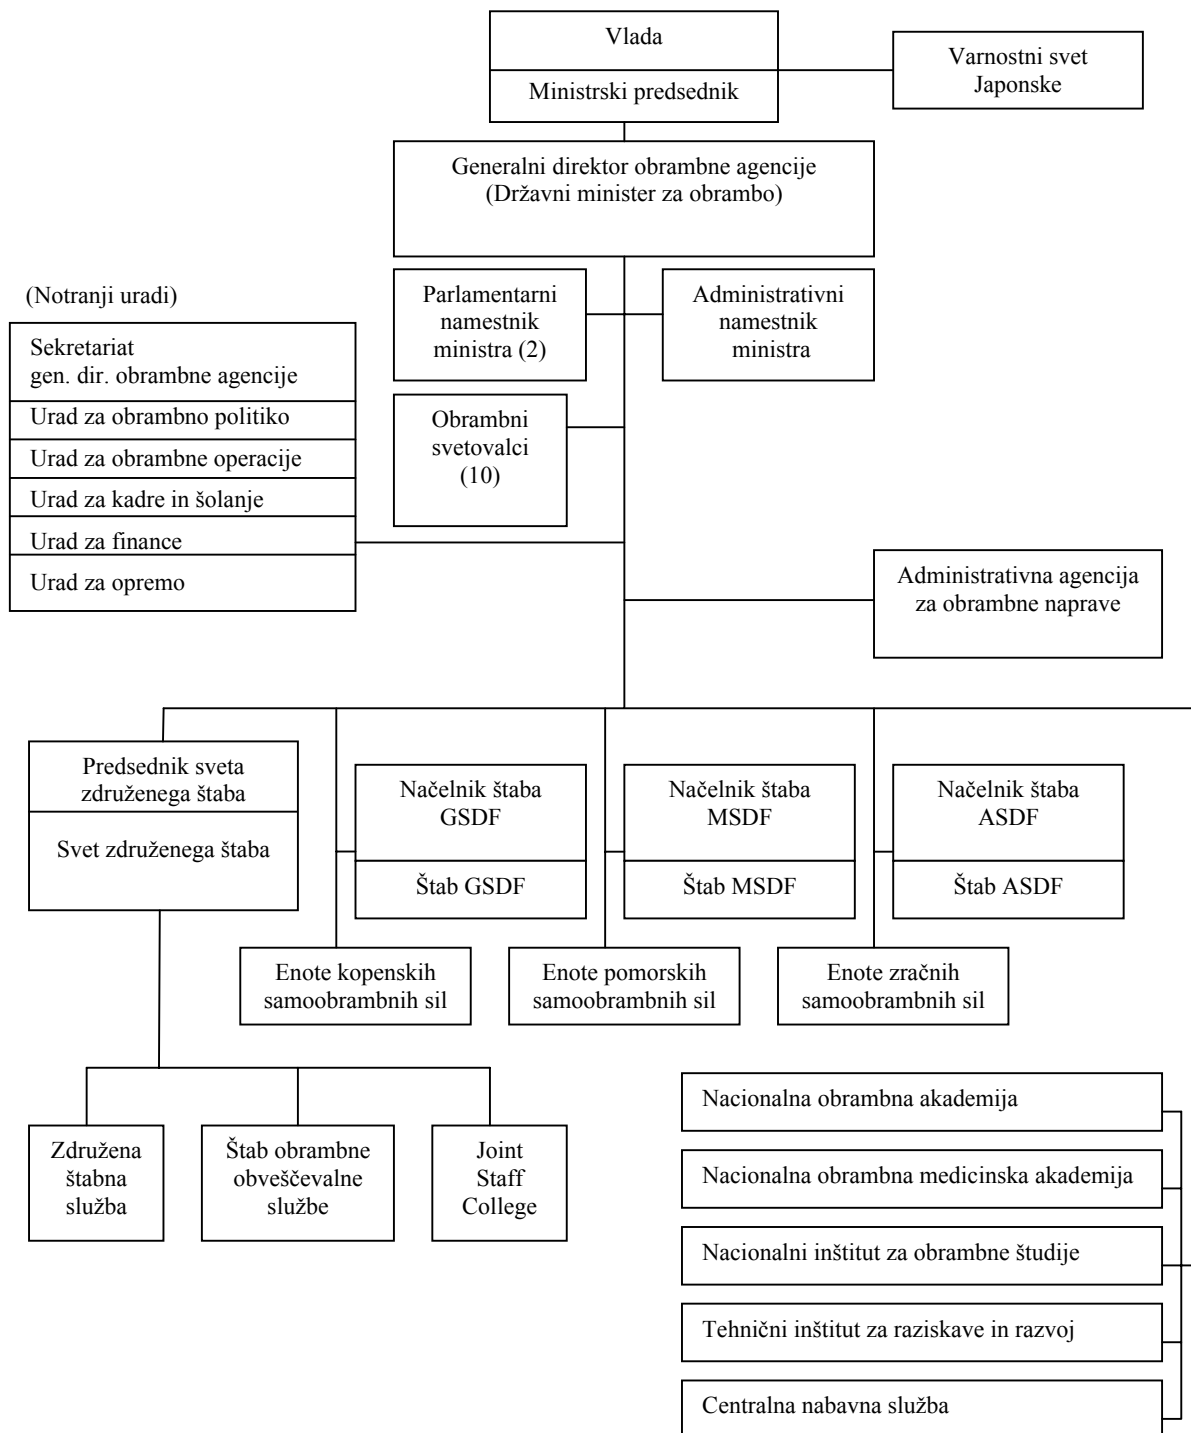 Vlada
Ministrski predsednik
Varnostni svet
Japonske
Generalni direktor obrambne agencije
(Državni minister za obrambo)
(Notranji uradi)
Parlamentarni
namestnik
ministra (2)
Administrativni
namestnik
ministra
Sekretariat
gen. dir. obrambne agencije
Urad za obrambno politiko
Urad za obrambne operacije
Urad za kadre in šolanje
Urad za finance
Urad za opremo
Obrambni
svetovalci
(10)
Administrativna agencija
za obrambne naprave
Predsednik sveta
združenega štaba
Svet združenega štaba
Načelnik štaba
GSDF
Štab GSDF
Načelnik štaba
MSDF
Štab MSDF
Načelnik štaba
ASDF
Štab ASDF
Enote kopenskih
samoobrambnih sil
Enote pomorskih
samoobrambnih sil
Enote zračnih
samoobrambnih sil
Združena
štabna
služba
Štab obrambne
obveščevalne
službe
Joint
Staff
College
Nacionalna obrambna akademija
Nacionalna obrambna medicinska akademija
Nacionalni inštitut za obrambne študije
Tehnični inštitut za raziskave in razvoj
Centralna nabavna služba